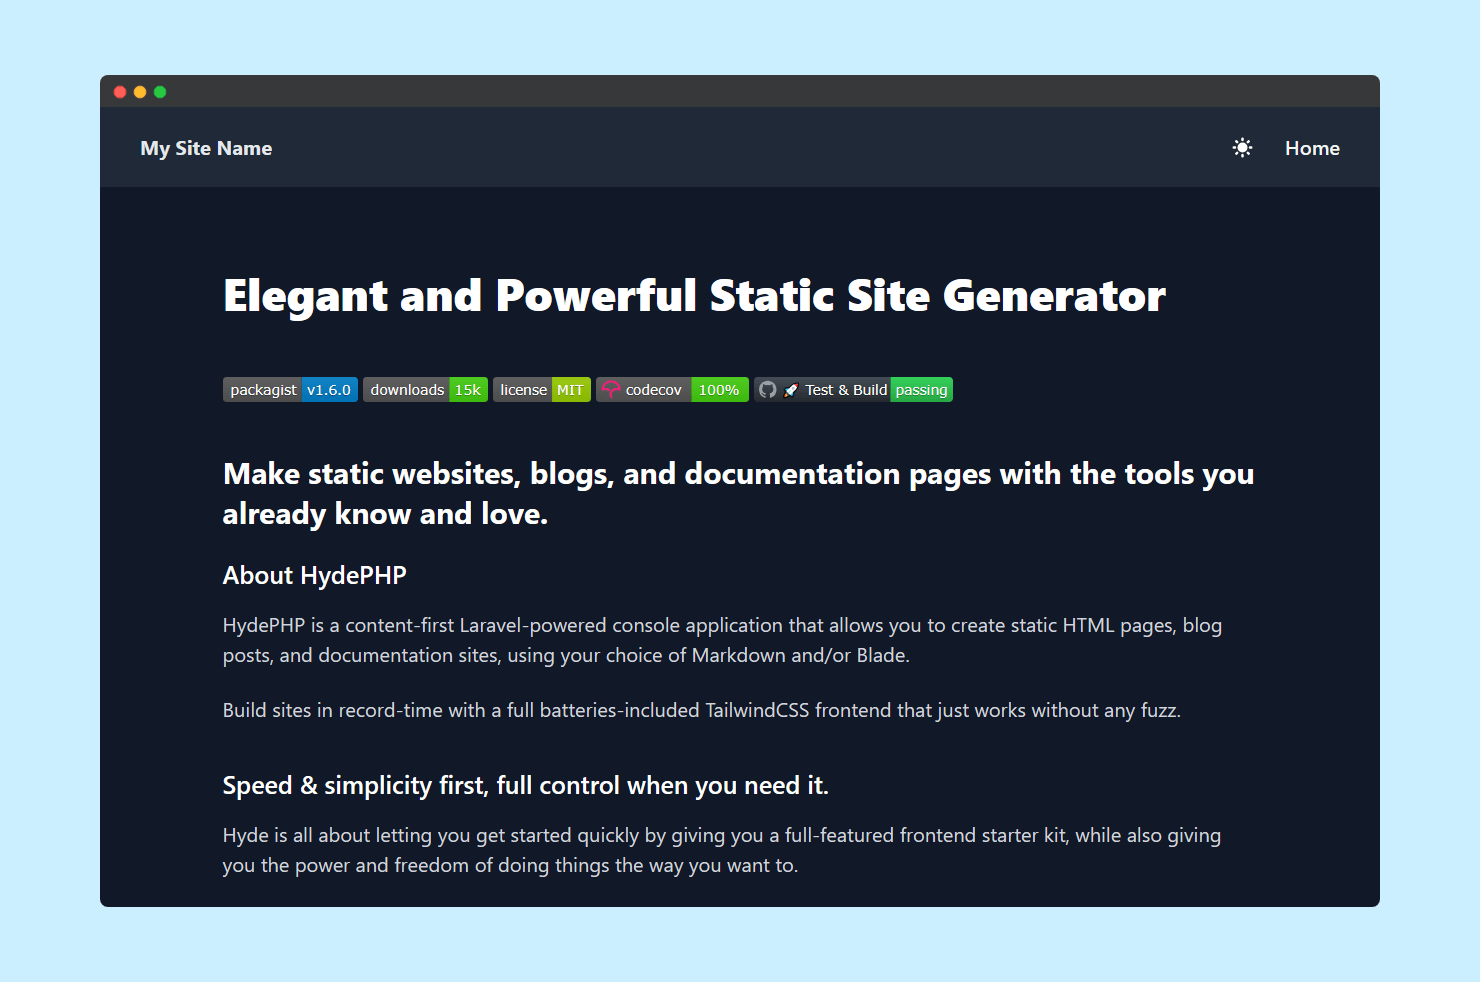 My Site Name
Home
Elegant and Powerful Static Site Generator
packagist v1.6.0 downloads 15k license MIT codecov 100% Test & Build passing
Make static websites, blogs, and documentation pages with the tools you
already know and love.
About HydePHP
HydePHP is a content-first Laravel-powered console application that allows you to create static HTML pages, blog
posts, and documentation sites, using your choice of Markdown and/or Blade.
Build sites in record-time with a full batteries-included TailwindCSS frontend that just works without any fuzz.
Speed & simplicity first, full control when you need it.
Hyde is all about letting you get started quickly by giving you a full-featured frontend starter kit, while also giving
you the power and freedom of doing things the way you want to.